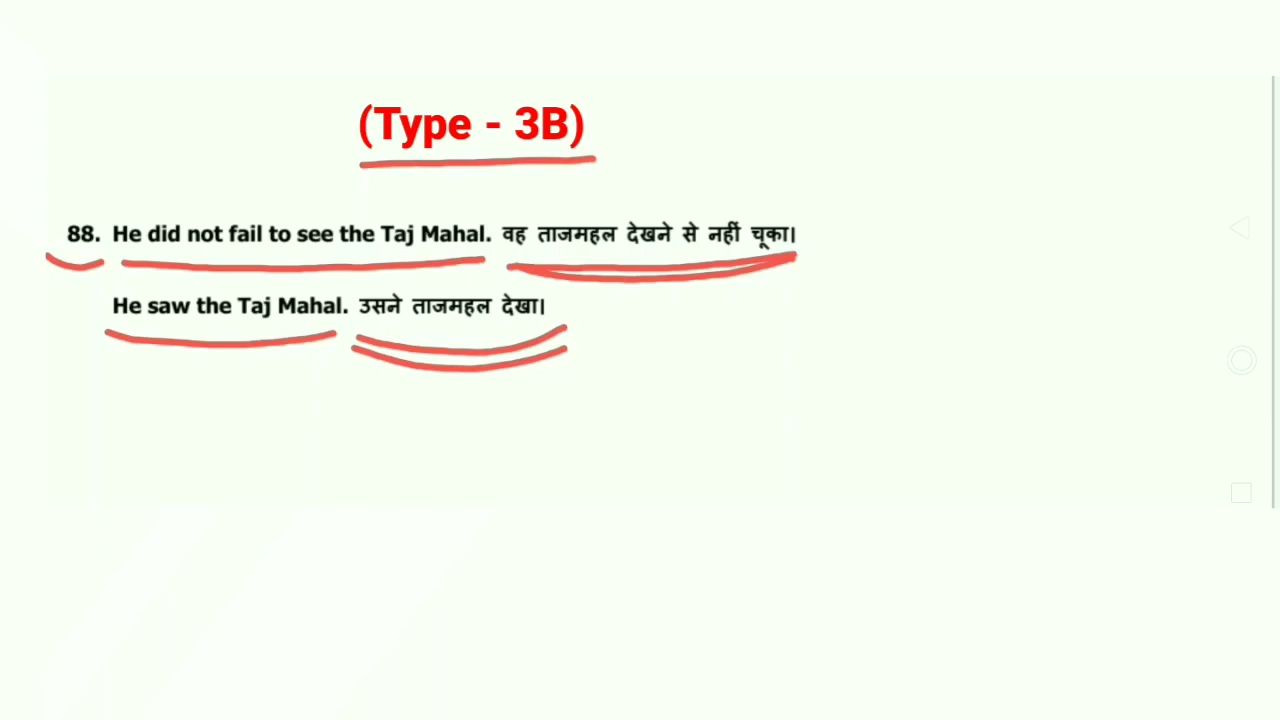 (Type - 3B)
88. He did not fail to see the Taj Mahal. वह ताजमहल देखने से नहीं चूका।
He saw the Taj Mahal. उसने ताजमहल देखा।